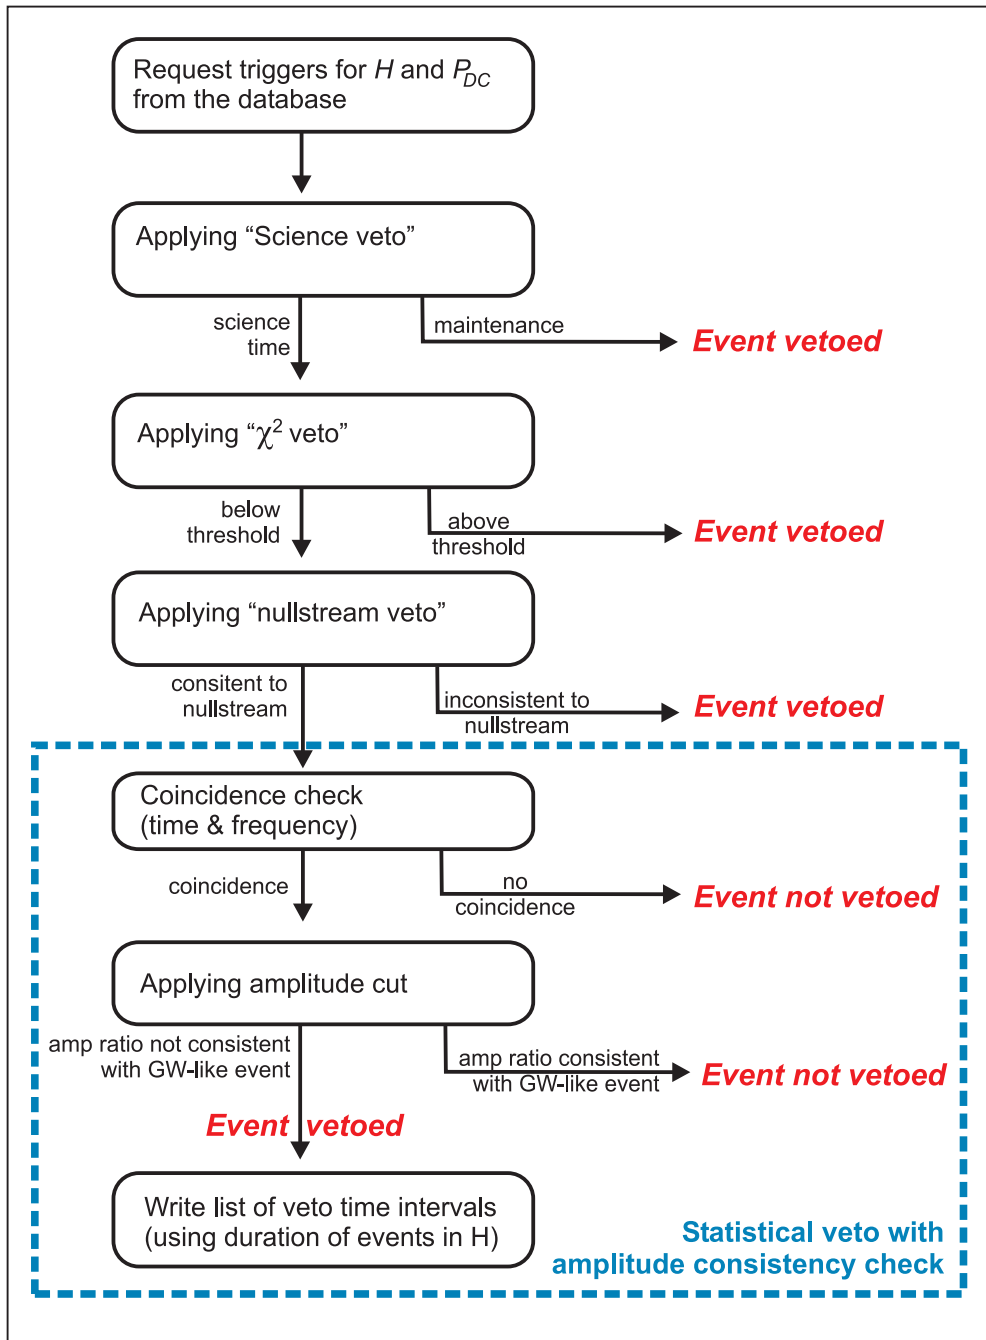 Request triggers for H and P_DC
from the database
Applying “Science veto”
science
time
maintenance
Event vetoed
Applying “χ² veto”
below
threshold
above
threshold
Event vetoed
Applying “nullstream veto”
consitent to
nullstream
inconsistent to
nullstream
Event vetoed
Coincidence check
(time & frequency)
coincidence
no
coincidence
Event not vetoed
Applying amplitude cut
amp ratio not consistent
with GW-like event
amp ratio consistent
with GW-like event
Event not vetoed
Event vetoed
Write list of veto time intervals
(using duration of events in H)
Statistical veto with
amplitude consistency check